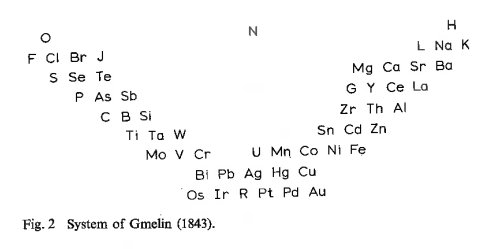 O N H
F Cl Br J L Na K
S Se Te Mg Ca Sr Ba
P As Sb G Y Ce La
C B Si Zr Th Al
Ti Ta W Sn Cd Zn
Mo V Cr U Mn Co Ni Fe
Bi Pb Ag Hg Cu
Os Ir R Pt Pd Au
Fig. 2 System of Gmelin (1843).